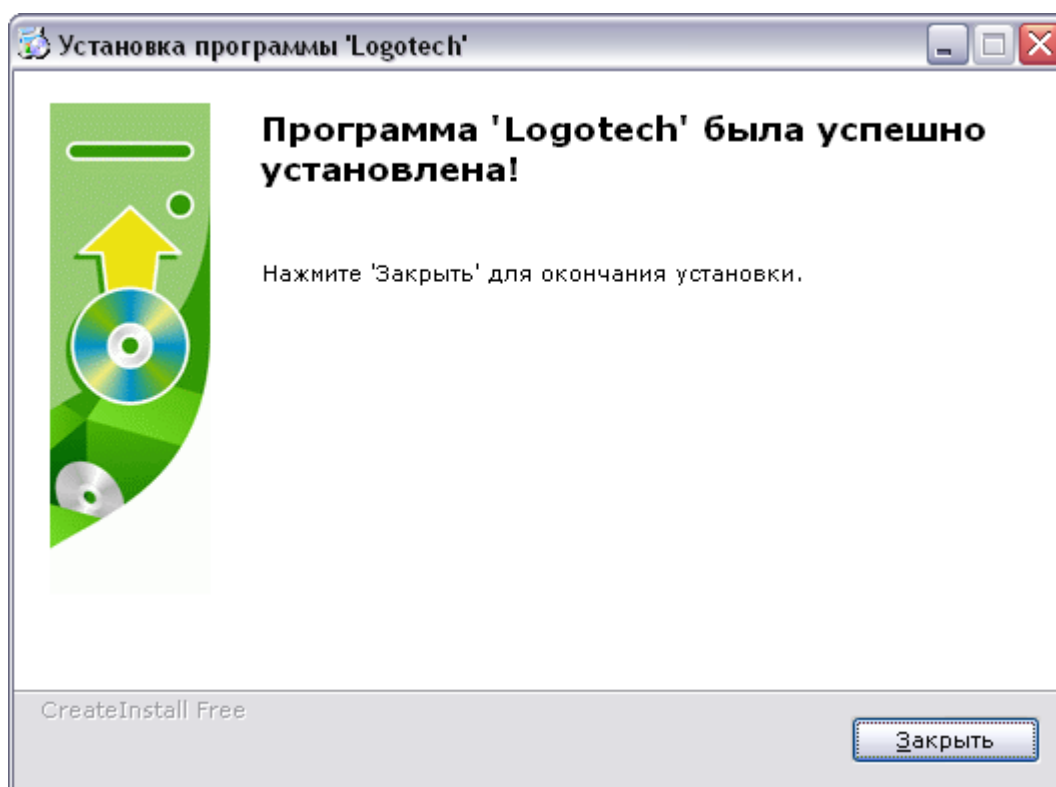 Установка программы 'Logotech'
Программа 'Logotech' была успешно
установлена!
Нажмите 'Закрыть' для окончания установки.
CreateInstall Free
Закрыть